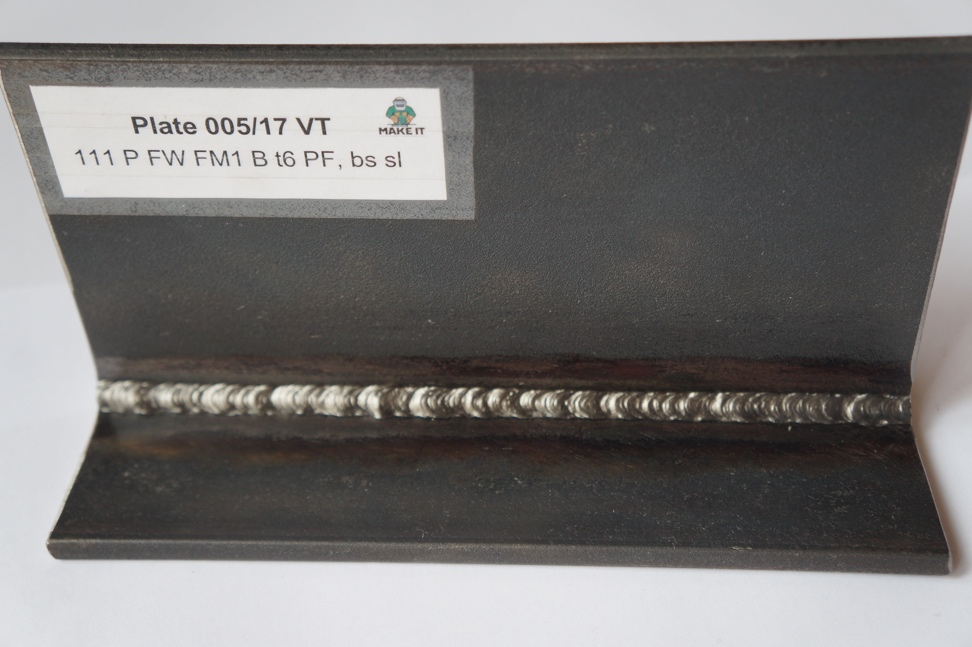 Plate 005/17 VT
MAKE IT
111 P FW FM1 B t6 PF, bs sl